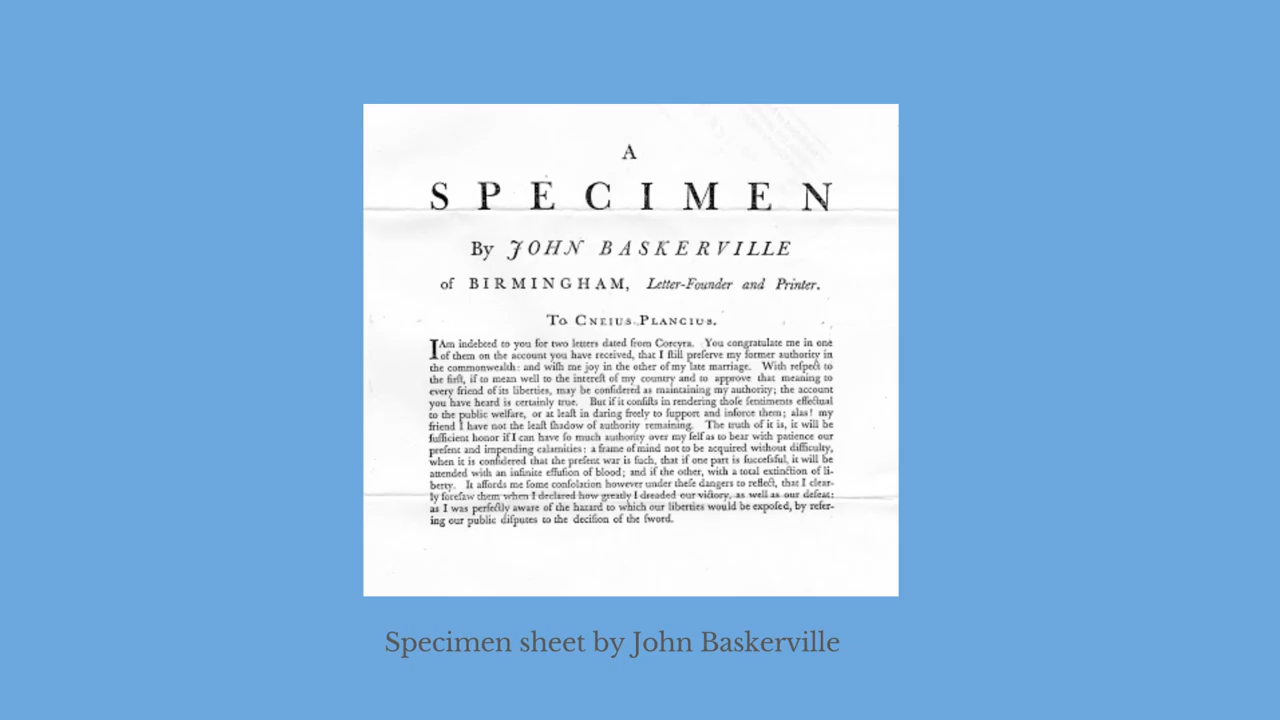 A
SPECIMEN
By JOHN BASKERVILLE
of BIRMINGHAM, Letter-Founder and Printer.
To CNEIUS PLANCIUS.
IAm indebted to you for two letters dated from Corcyra. You congratulate me in one
of them on the account you have received, that I ſtill preſerve my former authority in
the commonwealth: and wiſh me joy in the other of my late marriage. With reſpect to
the firſt, if to mean well to the intereſt of my country and to approve that meaning to
every friend of its liberties, may be conſidered as maintaining my authority; the account
you have heard is certainly true. But if it conſiſts in rendering thoſe ſentiments effectual
to the public welfare, or at leaſt in daring freely to ſupport and inforce them; alas! my
friend I have not the leaſt ſhadow of authority remaining. The truth of it is, it will be
ſufficient honor if I can have ſo much authority over my ſelf as to bear with patience our
preſent and impending calamities: a frame of mind not to be acquired without difficulty,
when it is conſidered that the preſent war is ſuch, that if one part is ſucceſsful, it will be
attended with an infinite effuſion of blood; and if the other, with a total extinction of li-
berty. It affords me ſome conſolation however under theſe dangers to reflect, that I clear-
ly foreſaw them when I declared how greatly I dreaded our victory, as well as our defeat:
as I was perfectly aware of the hazard to which our liberties would be expoſed, by refer-
ing our public diſputes to the deciſion of the ſword.
Specimen sheet by John Baskerville